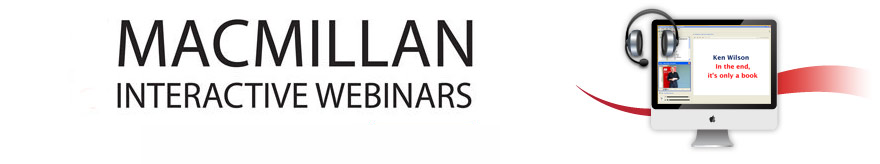 MACMILLAN
INTERACTIVE WEBINARS
Ken Wilson
In the end,
it's only a book